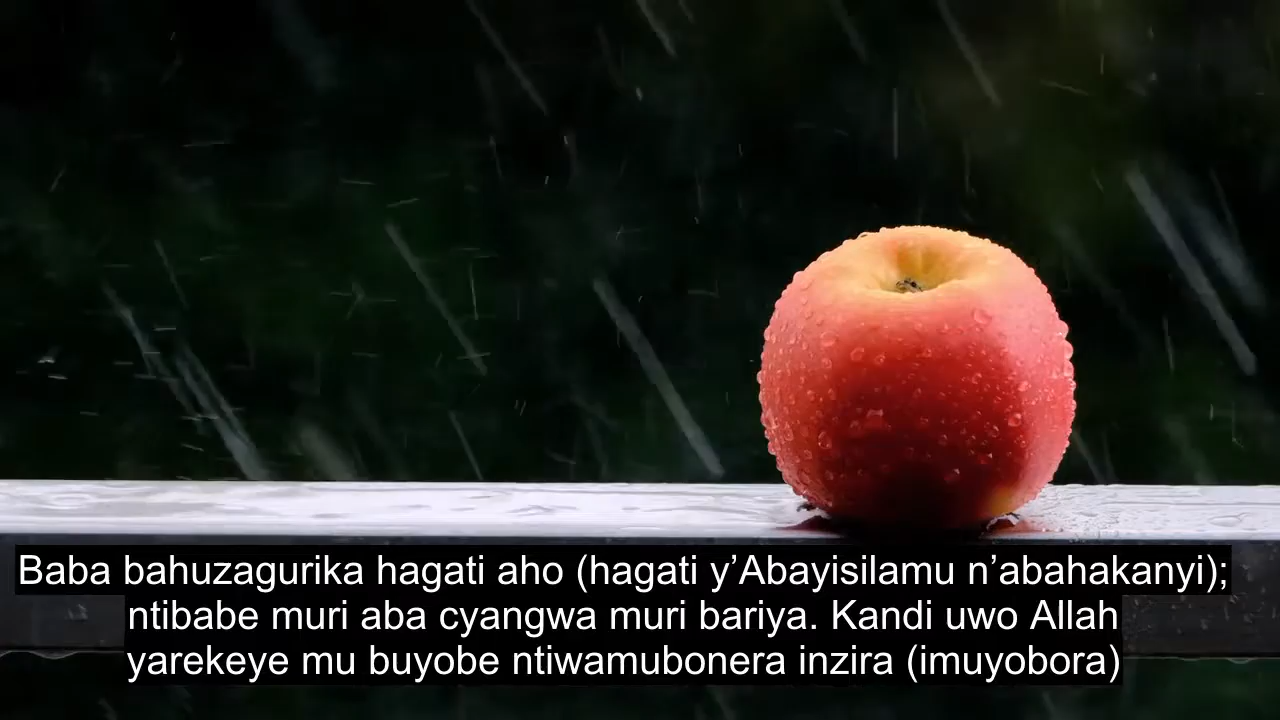 Baba bahuzagurika hagati aho (hagati y’Abayisilamu n’abahakanyi);
ntibabe muri aba cyangwa muri bariya. Kandi uwo Allah
yarekeye mu buyobe ntiwamubonera inzira (imuyobora)